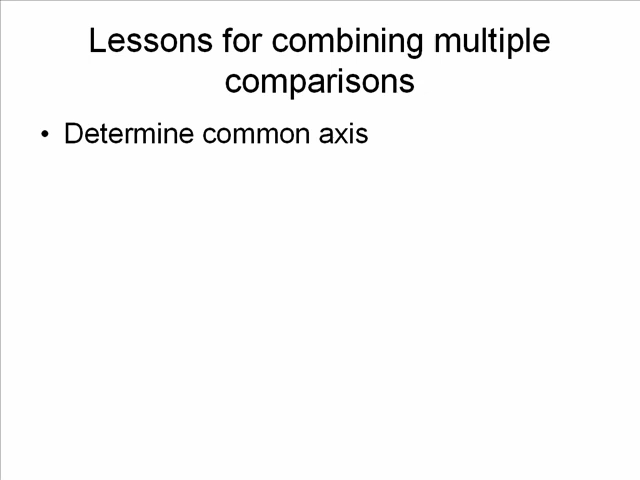 Lessons for combining multiple
comparisons
• Determine common axis